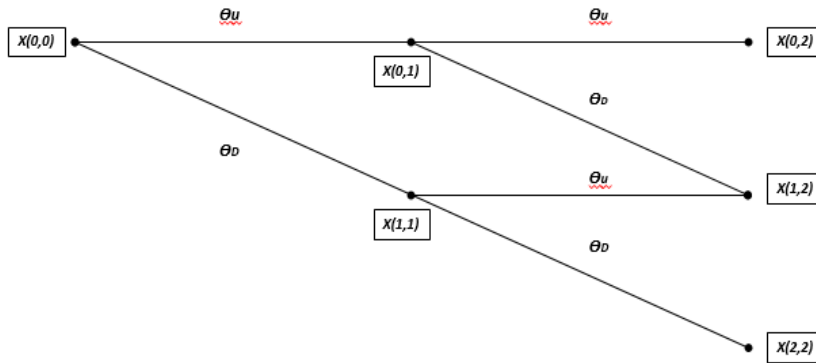 ϴu
ϴu
X(0,0)
X(0,1)
X(0,2)
ϴD
ϴD
ϴu
X(1,1)
X(1,2)
ϴD
X(2,2)